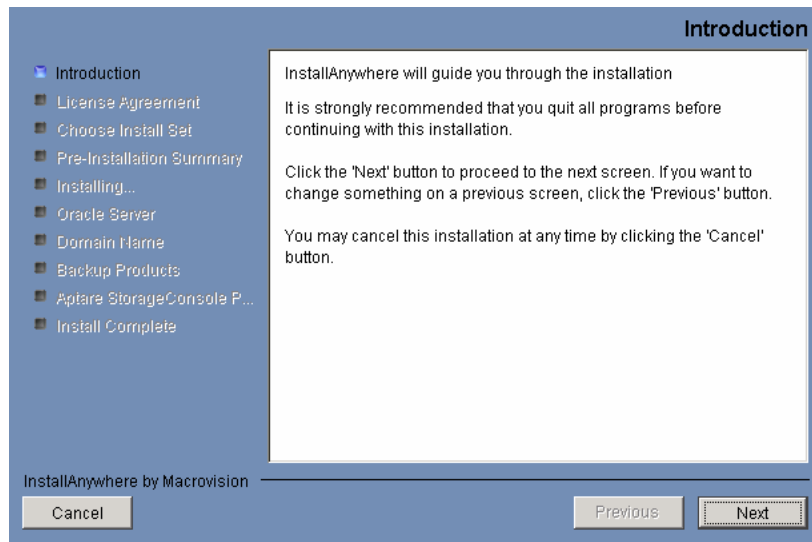 Introduction
Introduction
License Agreement
Choose Install Set
Pre-Installation Summary
Installing...
Oracle Server
Domain Name
Backup Products
Aptare StorageConsole P...
Install Complete
InstallAnywhere will guide you through the installation
It is strongly recommended that you quit all programs before
continuing with this installation.
Click the 'Next' button to proceed to the next screen. If you want to
change something on a previous screen, click the 'Previous' button.
You may cancel this installation at any time by clicking the 'Cancel'
button.
InstallAnywhere by Macrovision
Cancel
Previous
Next